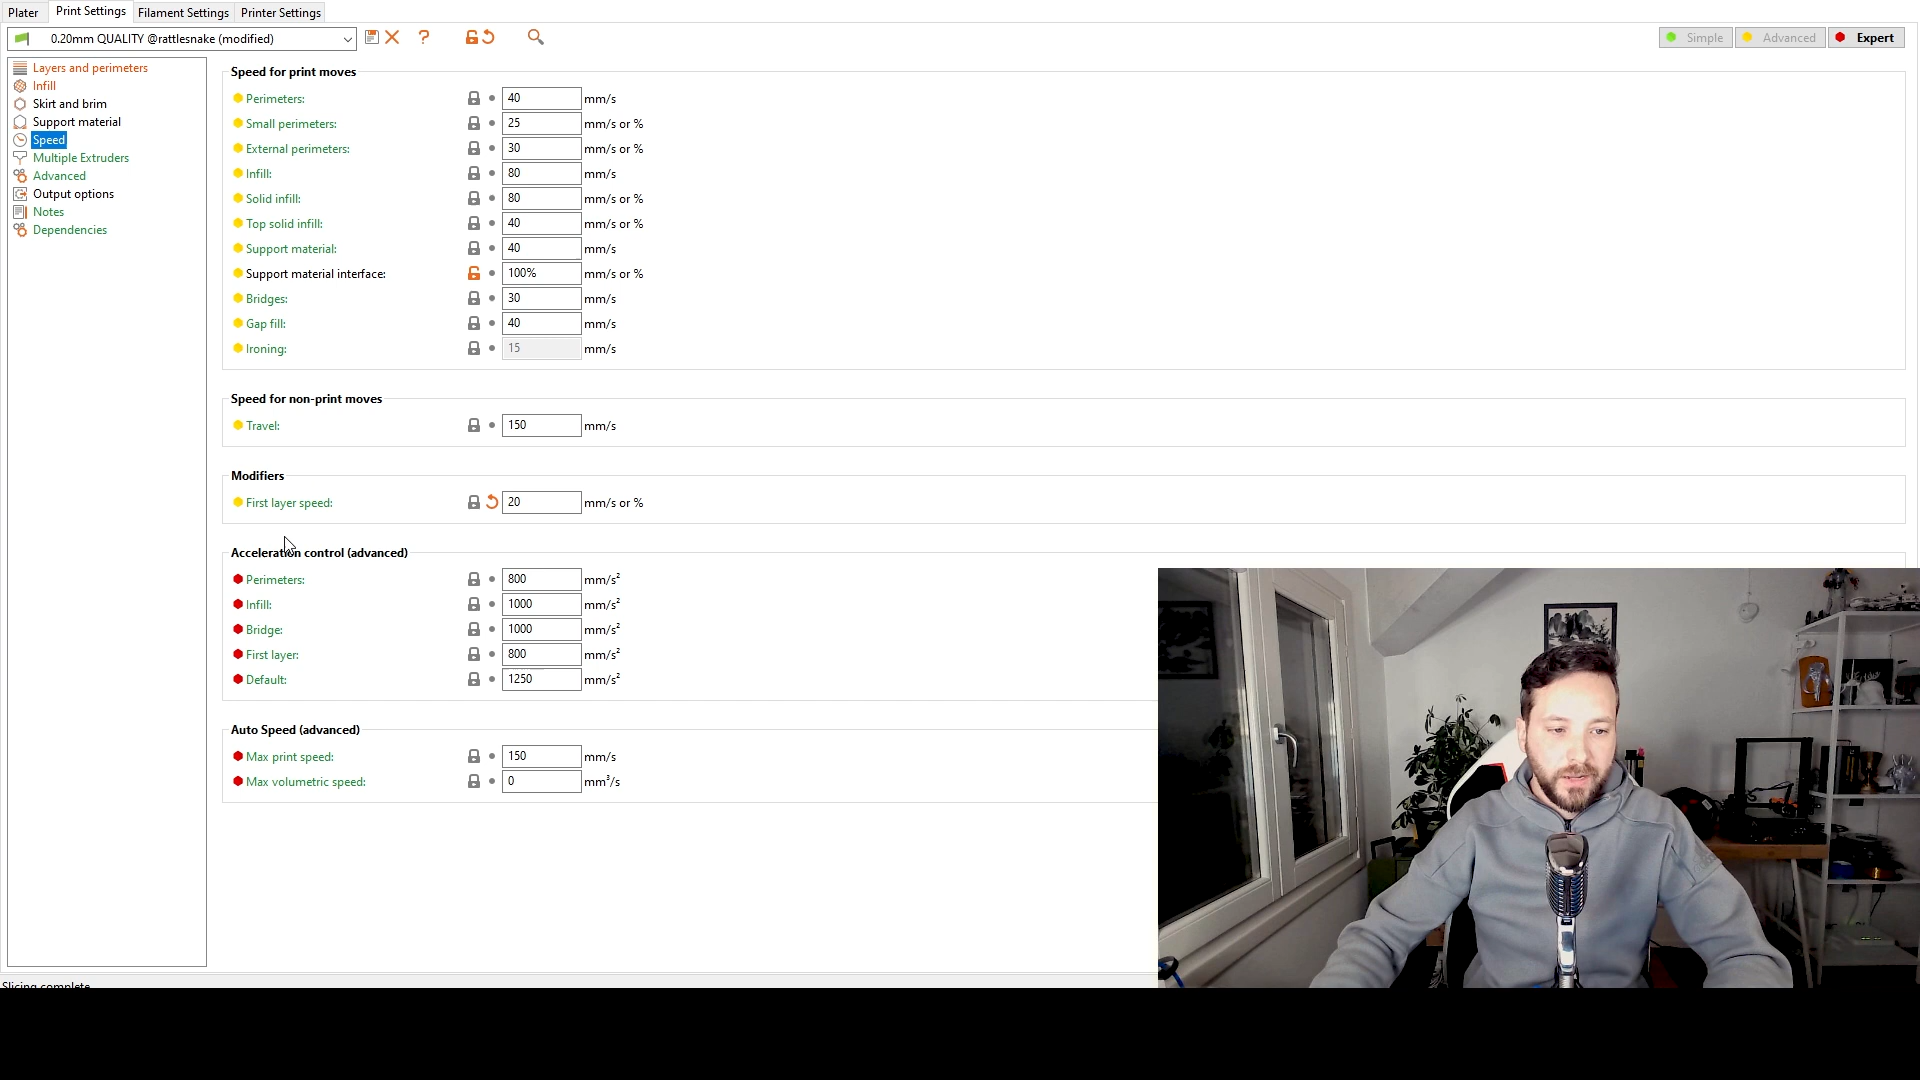 Plater Print Settings Filament Settings Printer Settings
0.20mm QUALITY @rattlesnake (modified) ? Simple Advanced Expert
Layers and perimeters
Infill
Skirt and brim
Support material
Speed
Multiple Extruders
Advanced
Output options
Notes
Dependencies
Speed for print moves
Perimeters: 40 mm/s
Small perimeters: 25 mm/s or %
External perimeters: 30 mm/s or %
Infill: 80 mm/s
Solid infill: 80 mm/s or %
Top solid infill: 40 mm/s or %
Support material: 40 mm/s
Support material interface: 100% mm/s or %
Bridges: 30 mm/s
Gap fill: 40 mm/s
Ironing: 15 mm/s
Speed for non-print moves
Travel: 150 mm/s
Modifiers
First layer speed: 20 mm/s or %
Acceleration control (advanced)
Perimeters: 800 mm/s²
Infill: 1000 mm/s²
Bridge: 1000 mm/s²
First layer: 800 mm/s²
Default: 1250 mm/s²
Auto Speed (advanced)
Max print speed: 150 mm/s
Max volumetric speed: 0 mm³/s
Slicing complete